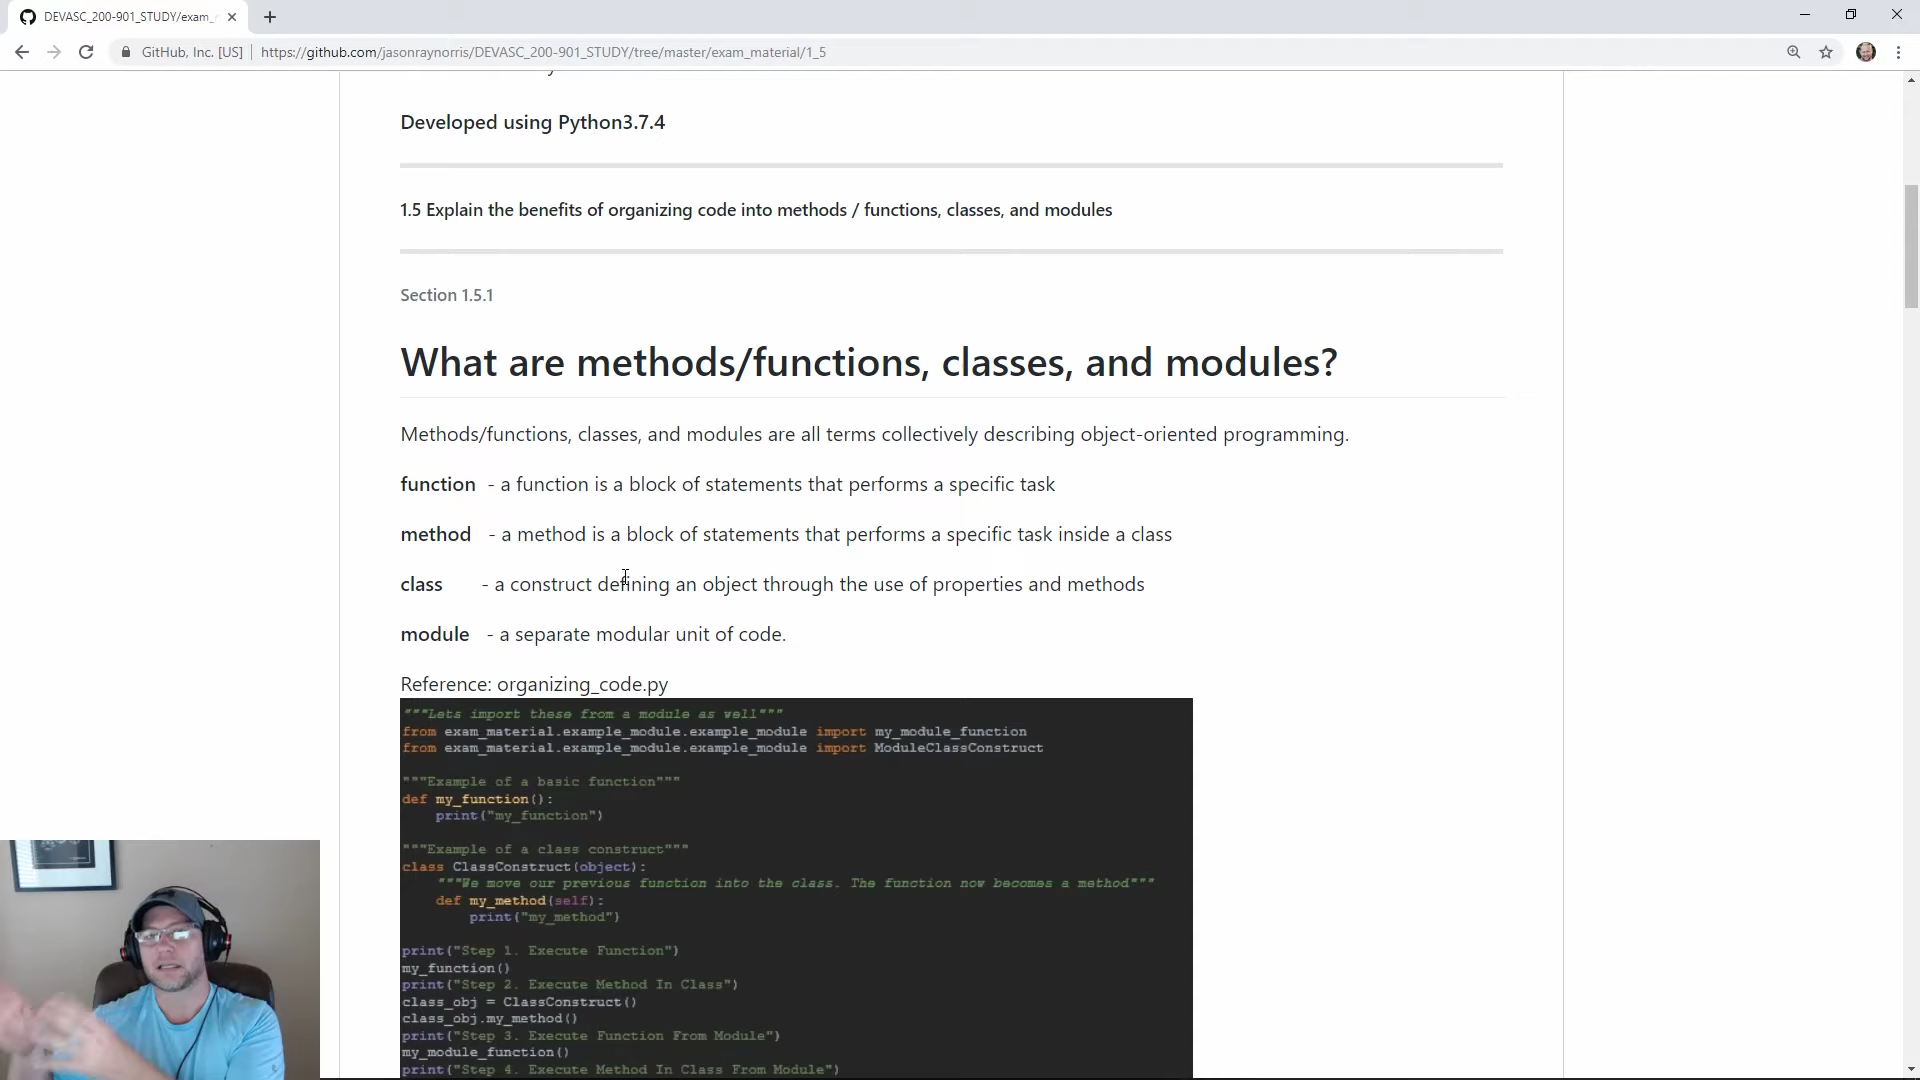 DEVASC_200-901_STUDY/exam_
GitHub, Inc. [US]
https://github.com/jasonraynorris/DEVASC_200-901_STUDY/tree/master/exam_material/1_5
Developed using Python3.7.4
1.5 Explain the benefits of organizing code into methods / functions, classes, and modules
Section 1.5.1
What are methods/functions, classes, and modules?
Methods/functions, classes, and modules are all terms collectively describing object-oriented programming.
function - a function is a block of statements that performs a specific task
method - a method is a block of statements that performs a specific task inside a class
class - a construct defining an object through the use of properties and methods
module - a separate modular unit of code.
Reference: organizing_code.py
"""Lets import these from a module as well"""
from exam_material.example_module.example_module import my_module_function
from exam_material.example_module.example_module import ModuleClassConstruct
"""Example of a basic function"""
def my_function():
print("my_function")
"""Example of a class construct"""
class ClassConstruct(object):
"""We move our previous function into the class. The function now becomes a method"""
def my_method(self):
print("my_method")
print("Step 1. Execute Function")
my_function()
print("Step 2. Execute Method In Class")
class_obj = ClassConstruct()
class_obj.my_method()
print("Step 3. Execute Function From Module")
my_module_function()
print("Step 4. Execute Method In Class From Module")